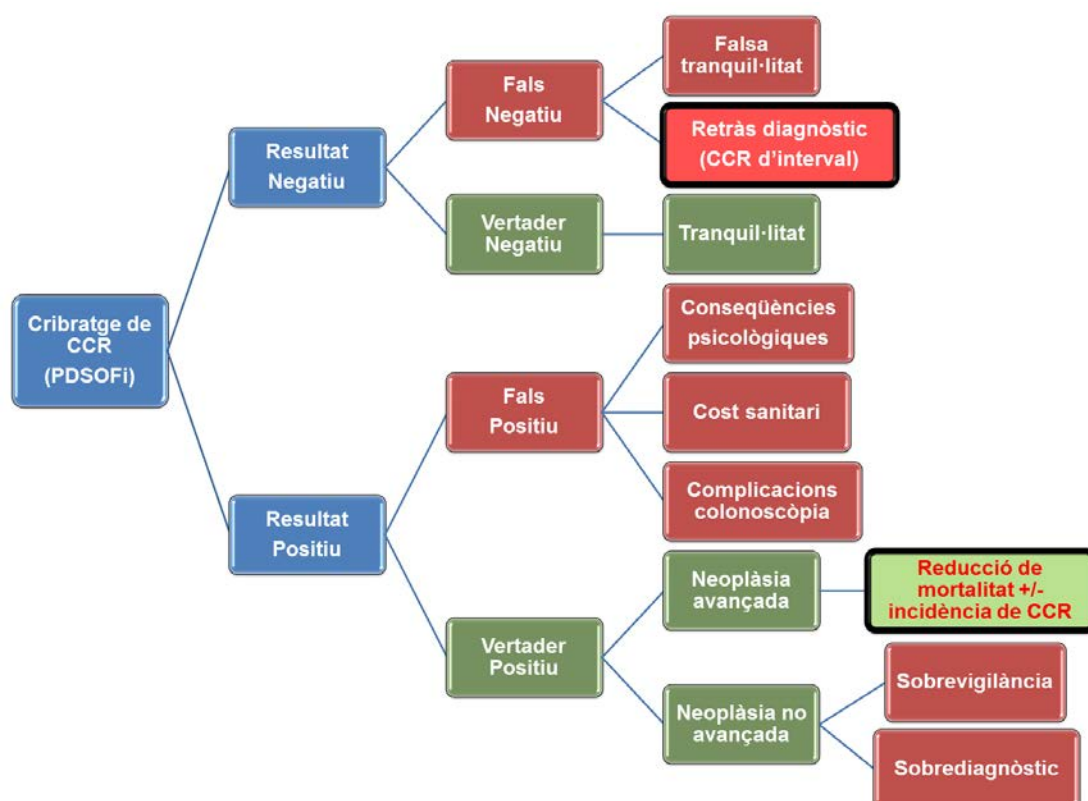 Falsa
tranquil·litat
Fals
Negatiu
Retràs diagnòstic
(CCR d'interval)
Resultat
Negatiu
Vertader
Negatiu
Tranquil·litat
Cribratge de
CCR
(PDSOFi)
Conseqüències
psicològiques
Fals
Positiu
Cost sanitari
Complicacions
colonoscòpia
Resultat
Positiu
Neoplàsia
avançada
Reducció de
mortalitat +/-
incidència de CCR
Vertader
Positiu
Neoplàsia no
avançada
Sobrevigilància
Sobrediagnòstic